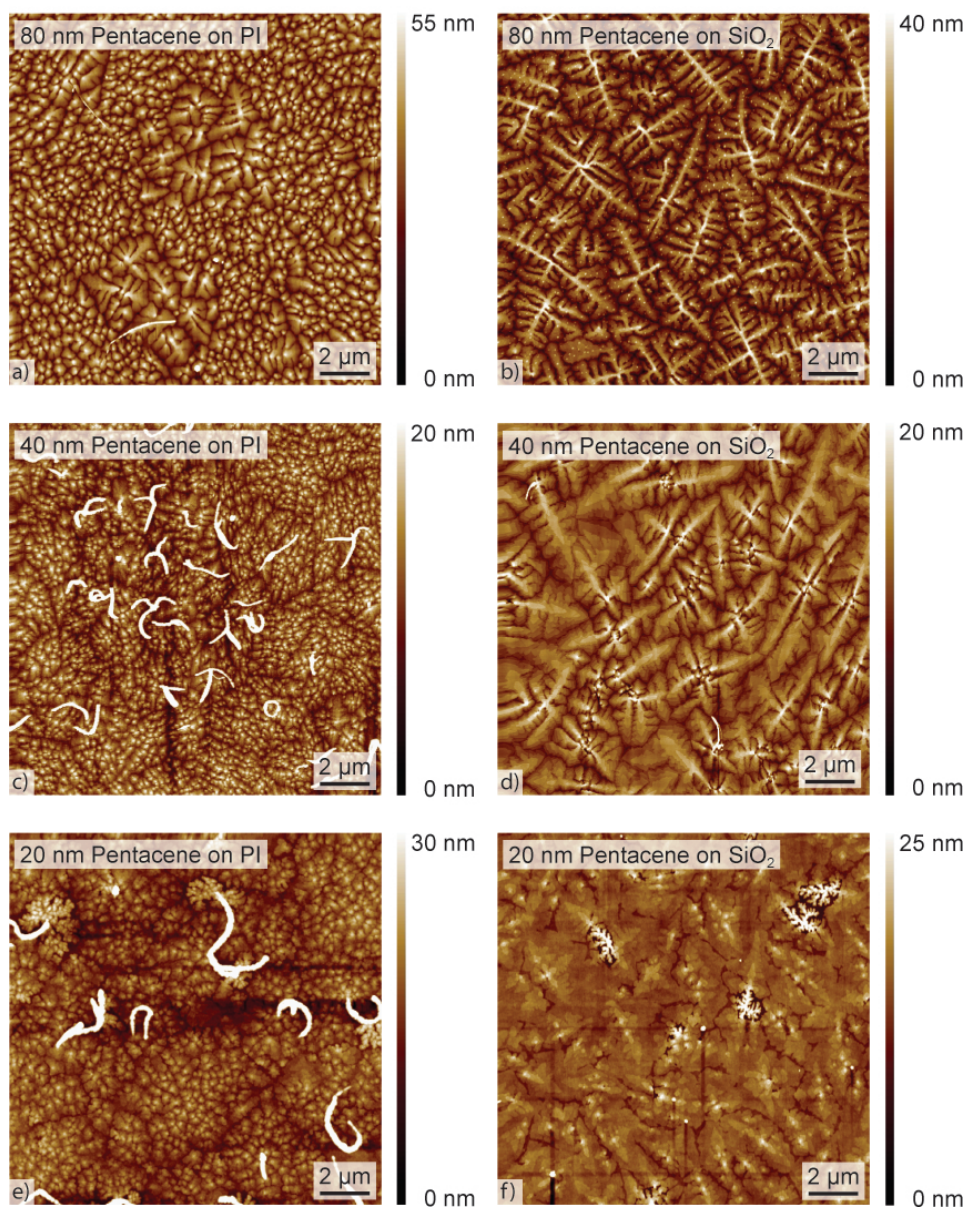 80 nm Pentacene on PI
55 nm
2 µm
a)
0 nm
80 nm Pentacene on SiO₂
40 nm
2 µm
b)
0 nm
40 nm Pentacene on PI
20 nm
2 µm
c)
0 nm
40 nm Pentacene on SiO₂
20 nm
2 µm
d)
0 nm
20 nm Pentacene on PI
30 nm
2 µm
e)
0 nm
20 nm Pentacene on SiO₂
25 nm
2 µm
f)
0 nm